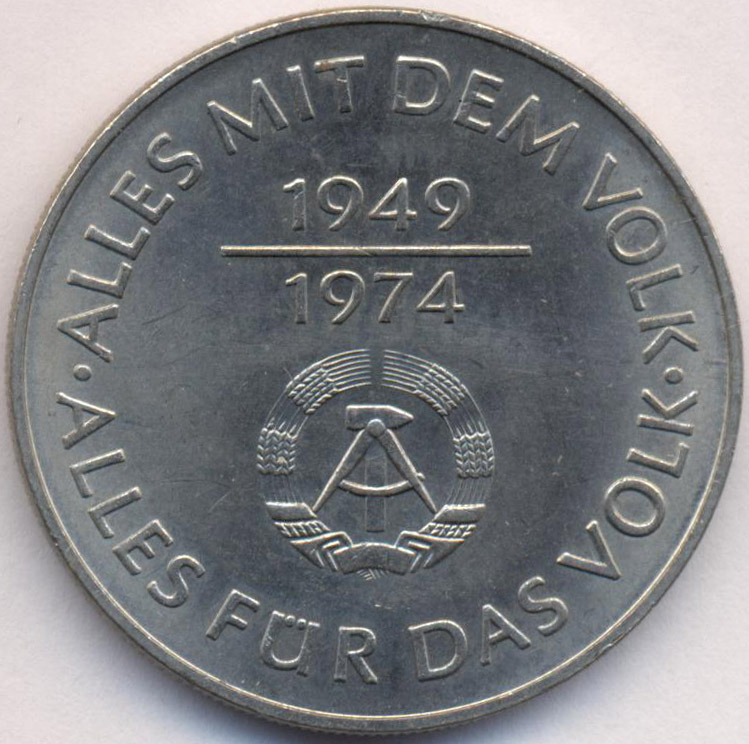 ALLES MIT DEM VOLK
1949
1974
ALLES FÜR DAS VOLK